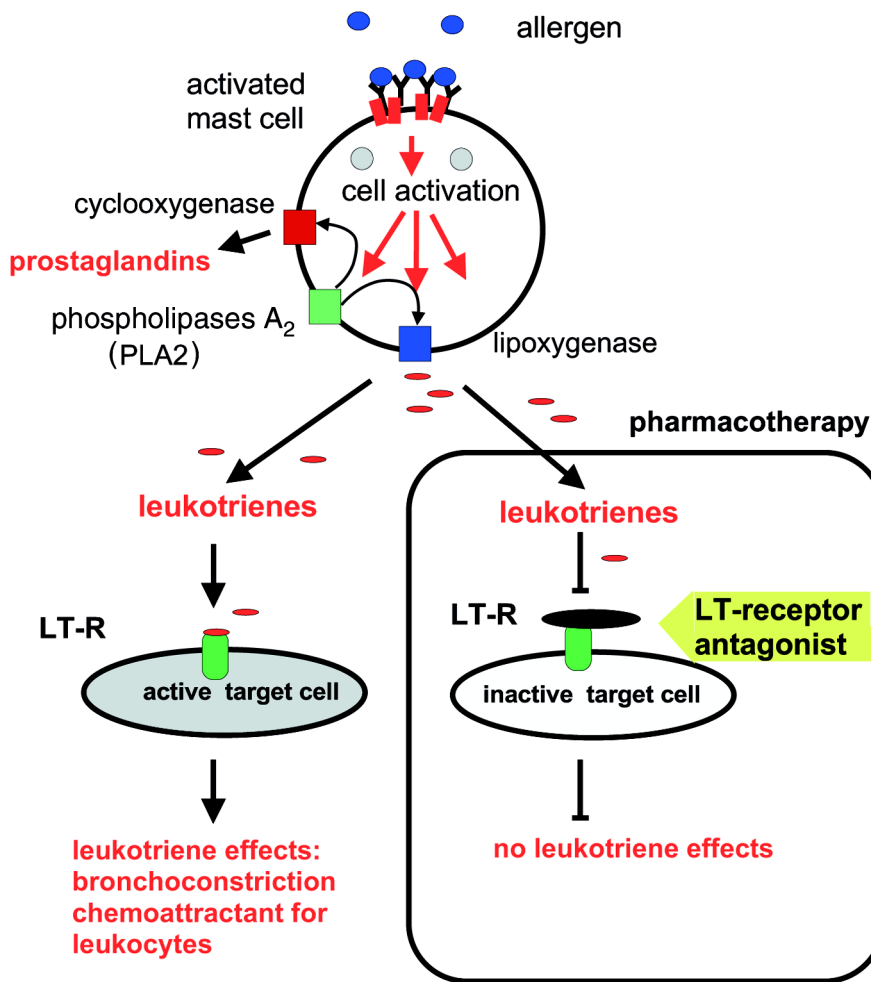 allergen
activated
mast cell
cell activation
cyclooxygenase
prostaglandins
phospholipases A₂
(PLA2)
lipoxygenase
pharmacotherapy
leukotrienes
leukotrienes
LT-R
LT-R
LT-receptor
antagonist
active target cell
inactive target cell
leukotriene effects:
bronchoconstriction
chemoattractant for
leukocytes
no leukotriene effects